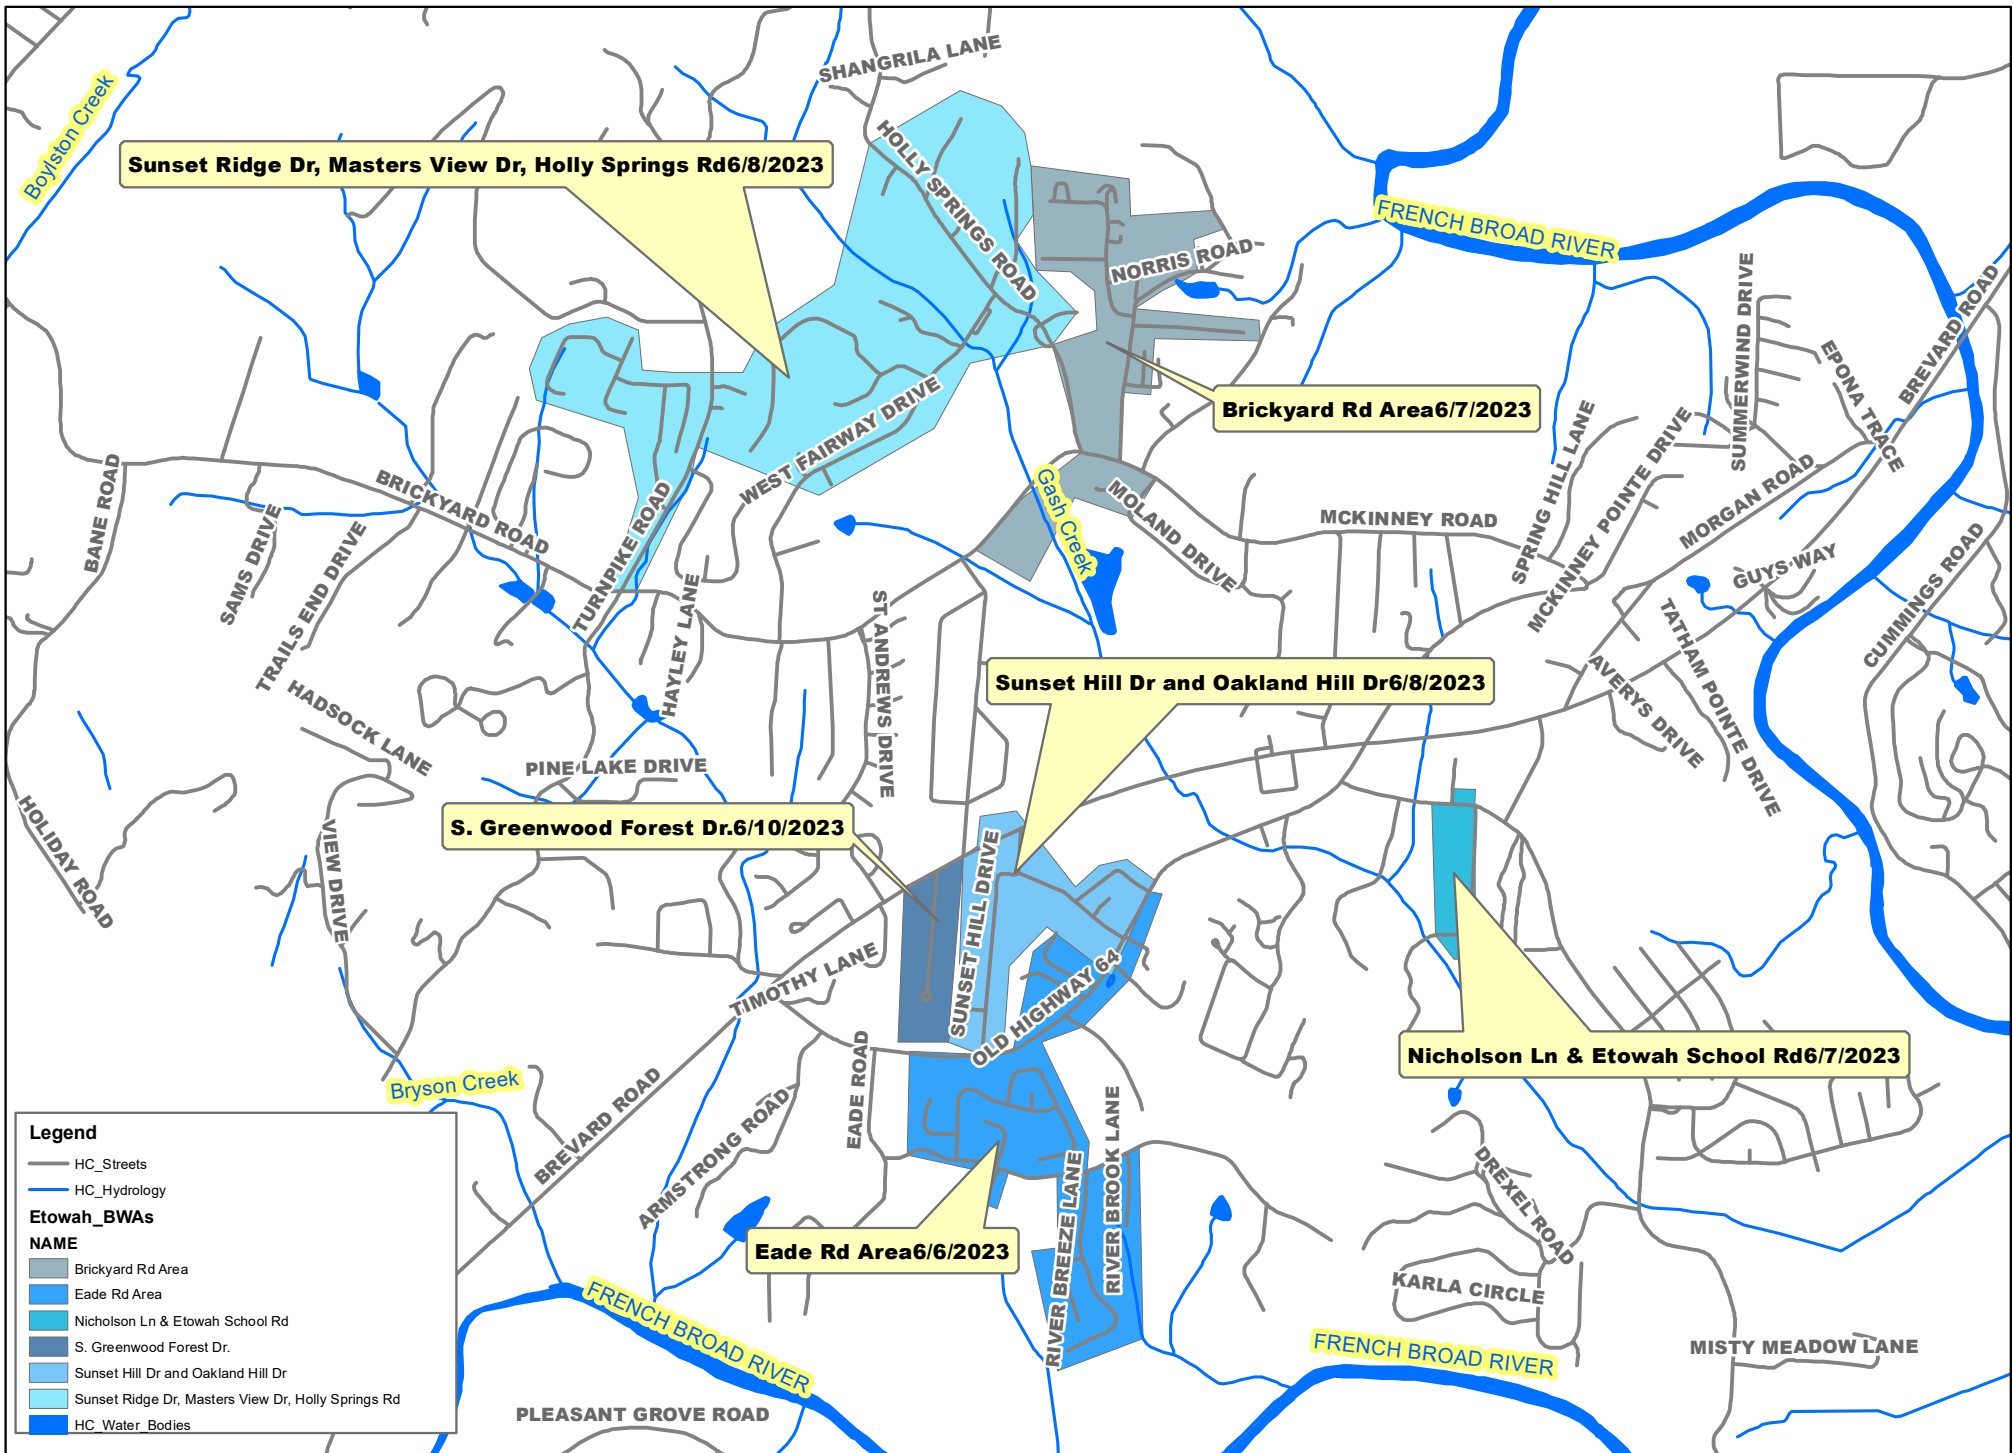 SHANGRILA LANE
Boylston Creek
Sunset Ridge Dr, Masters View Dr, Holly Springs Rd6/8/2023
HOLLY SPRINGS ROAD
FRENCH BROAD RIVER
NORRIS ROAD
SUMMERWIND DRIVE
BREVARD ROAD
EPONA TRACE
Brickyard Rd Area6/7/2023
WEST FAIRWAY DRIVE
BANE ROAD
BRICKYARD ROAD
SAMS DRIVE
TRAILS END DRIVE
TURNPIKE ROAD
Gash Creek
MOLAND DRIVE
MCKINNEY ROAD
SPRING HILL LANE
MCKINNEY POINTE DRIVE
MORGAN ROAD
GUYS WAY
CUMMINGS ROAD
HAYLEY LANE
ST ANDREWS DRIVE
TATHAM POINTE DRIVE
AVERYS DRIVE
Sunset Hill Dr and Oakland Hill Dr6/8/2023
HADSOCK LANE
PINE LAKE DRIVE
HOLIDAY ROAD
VIEW DRIVE
S. Greenwood Forest Dr.6/10/2023
SUNSET HILL DRIVE
TIMOTHY LANE
OLD HIGHWAY 64
Nicholson Ln & Etowah School Rd6/7/2023
EADE ROAD
Bryson Creek
BREVARD ROAD
ARMSTRONG ROAD
RIVER BREEZE LANE
RIVER BROOK LANE
DREXEL ROAD
Eade Rd Area6/6/2023
KARLA CIRCLE
FRENCH BROAD RIVER
FRENCH BROAD RIVER
MISTY MEADOW LANE
PLEASANT GROVE ROAD
Legend
HC_Streets
HC_Hydrology
Etowah_BWAs
NAME
Brickyard Rd Area
Eade Rd Area
Nicholson Ln & Etowah School Rd
S. Greenwood Forest Dr.
Sunset Hill Dr and Oakland Hill Dr
Sunset Ridge Dr, Masters View Dr, Holly Springs Rd
HC_Water_Bodies